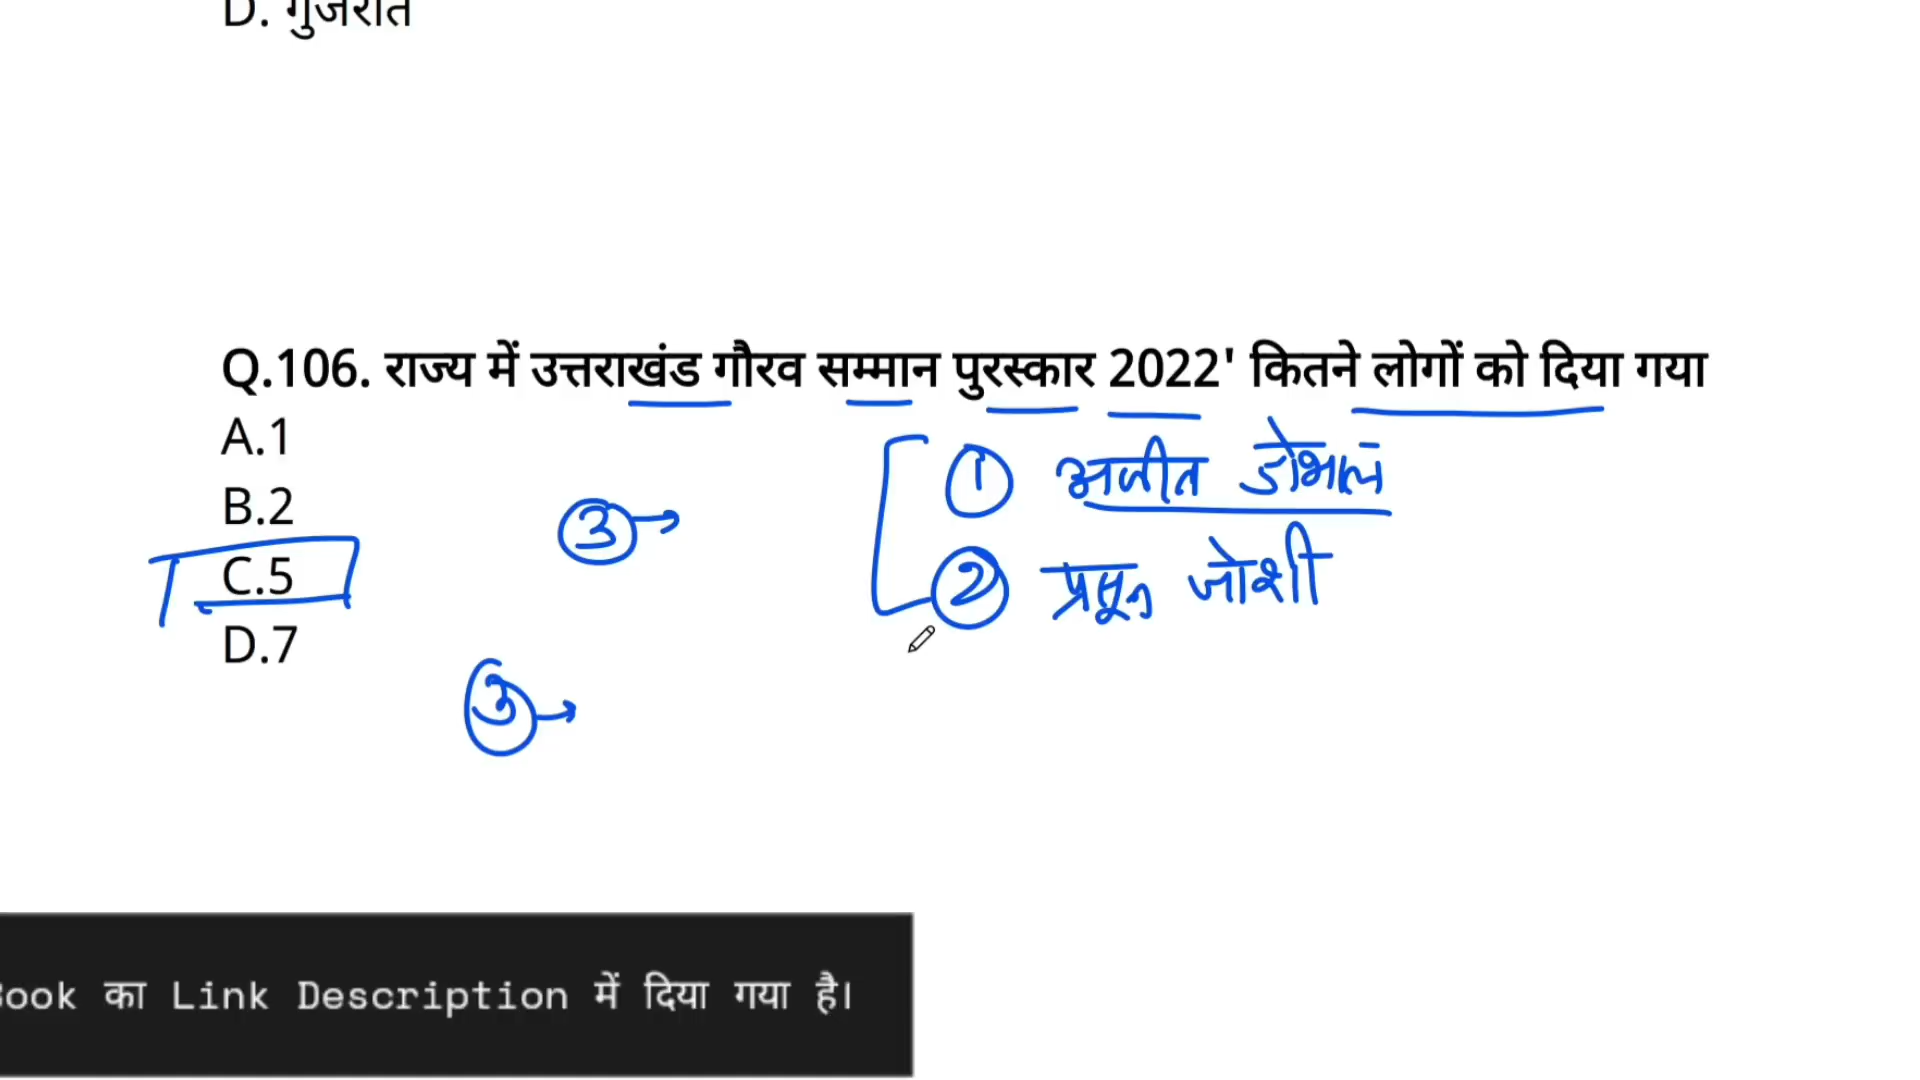 D. गुजरात
Q.106. राज्य में उत्तराखंड गौरव सम्मान पुरस्कार 2022' कितने लोगों को दिया गया
A.1
① अजीत डोभाल
B.2
③→
C.5
② प्रसून जोशी
D.7
③→
Book का Link Description में दिया गया है।